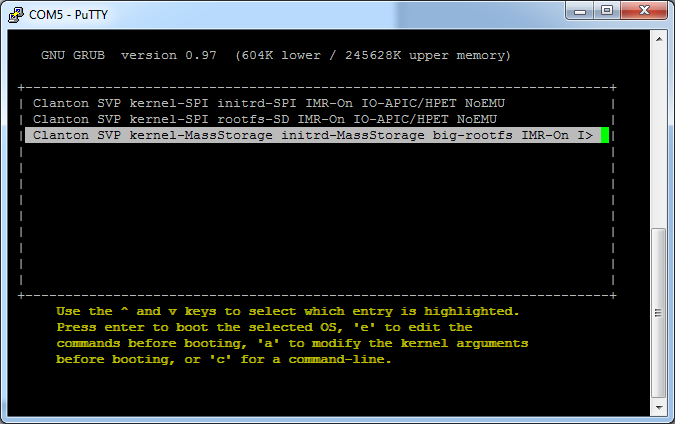 COM5 - PuTTY
GNU GRUB version 0.97 (604K lower / 245628K upper memory)
Clanton SVP kernel-SPI initrd-SPI IMR-On IO-APIC/HPET NoEMU
Clanton SVP kernel-SPI rootfs-SD IMR-On IO-APIC/HPET NoEMU
Clanton SVP kernel-MassStorage initrd-MassStorage big-rootfs IMR-On I>
Use the ^ and v keys to select which entry is highlighted.
Press enter to boot the selected OS, 'e' to edit the
commands before booting, 'a' to modify the kernel arguments
before booting, or 'c' for a command-line.